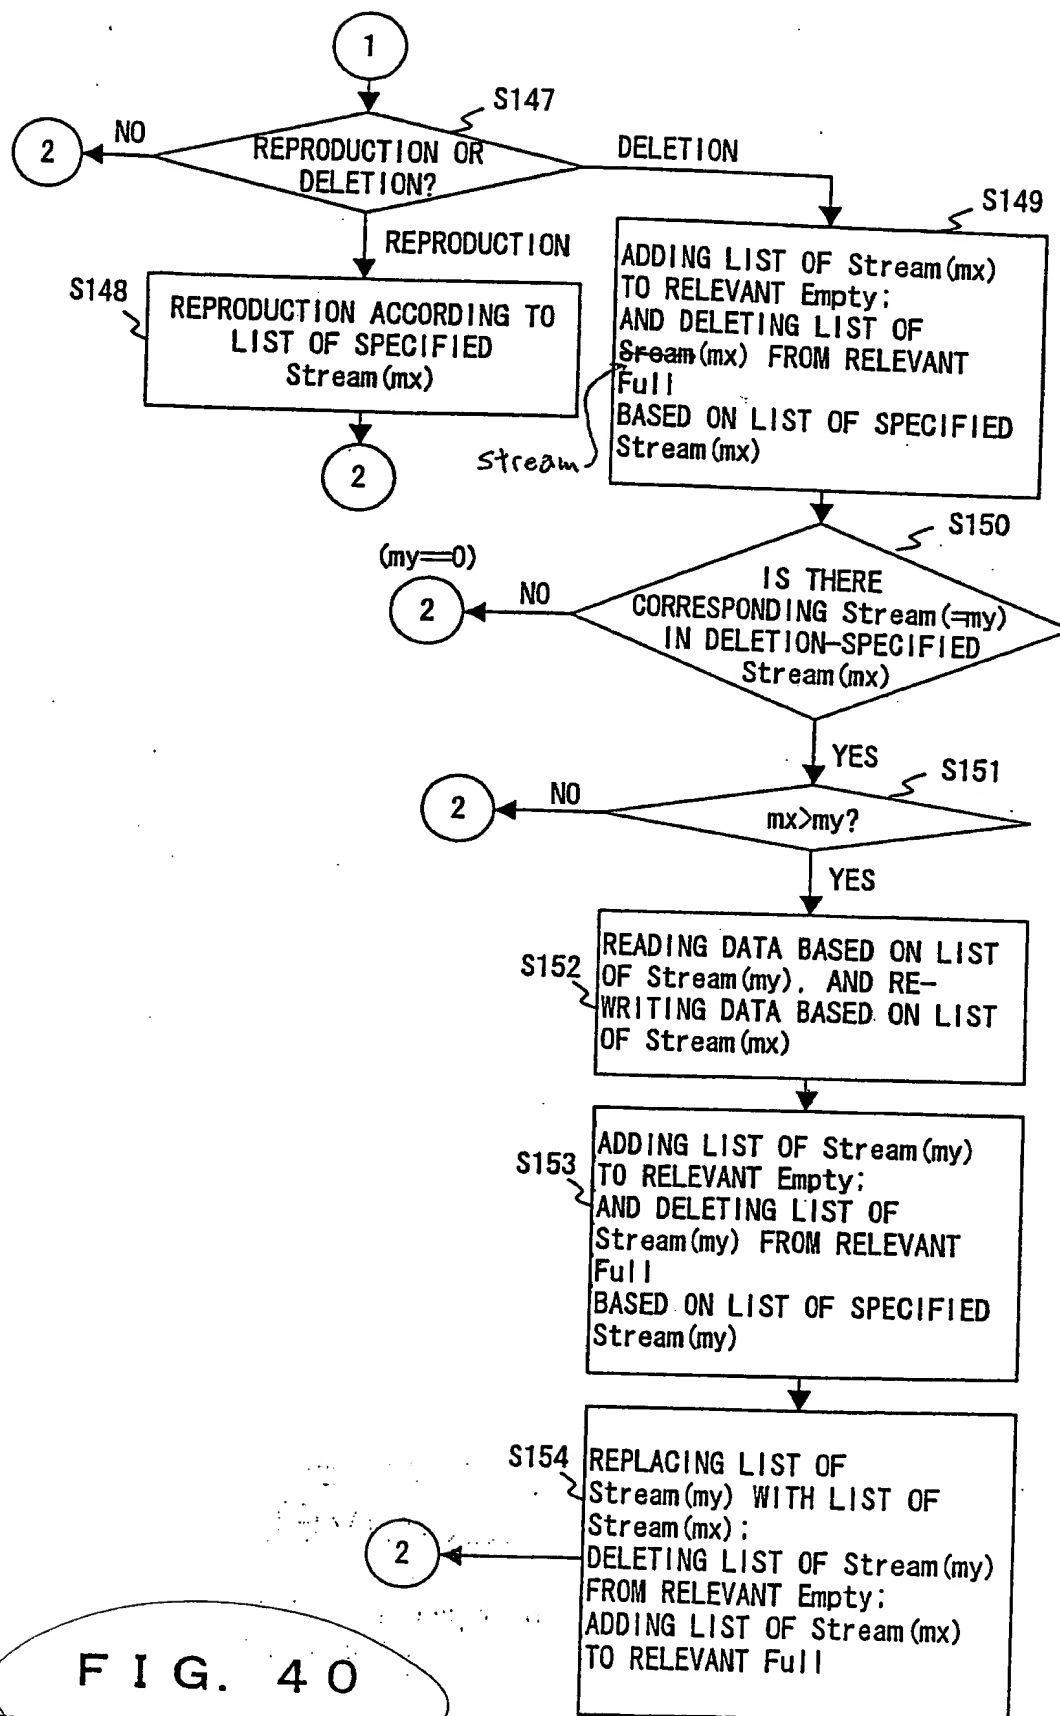 1
S147
NO
2
REPRODUCTION OR
DELETION?
DELETION
REPRODUCTION
S148
REPRODUCTION ACCORDING TO
LIST OF SPECIFIED
Stream(mx)
2
S149
ADDING LIST OF Stream(mx)
TO RELEVANT Empty;
AND DELETING LIST OF
Sream(mx) FROM RELEVANT
Full
BASED ON LIST OF SPECIFIED
Stream(mx)
stream
S150
(my==0)
2
NO
IS THERE
CORRESPONDING Stream(=my)
IN DELETION-SPECIFIED
Stream(mx)
YES
S151
2
NO
mx>my?
YES
S152
READING DATA BASED ON LIST
OF Stream(my), AND RE-
WRITING DATA BASED ON LIST
OF Stream(mx)
S153
ADDING LIST OF Stream(my)
TO RELEVANT Empty;
AND DELETING LIST OF
Stream(my) FROM RELEVANT
Full
BASED ON LIST OF SPECIFIED
Stream(my)
S154
REPLACING LIST OF
Stream(my) WITH LIST OF
Stream(mx);
DELETING LIST OF Stream(my)
FROM RELEVANT Empty;
ADDING LIST OF Stream(mx)
TO RELEVANT Full
2
FIG. 40